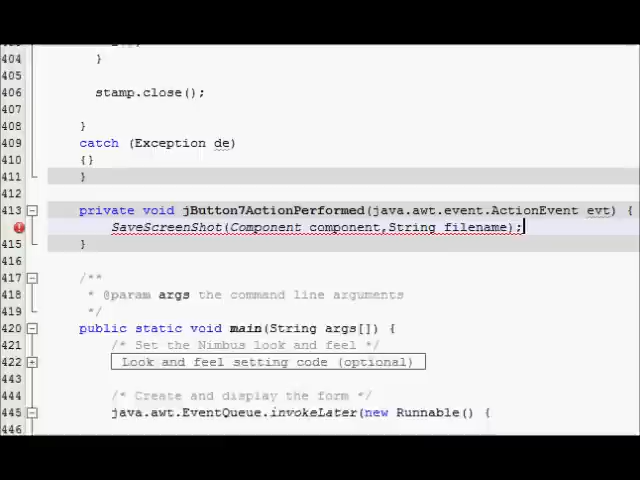 404 }
405
406 stamp.close();
407
408 }
409 catch (Exception de)
410 {}
411 }
412
413 private void jButton7ActionPerformed(java.awt.event.ActionEvent evt) {
SaveScreenShot(Component component,String filename);
415 }
416
417 /**
418 * @param args the command line arguments
419 */
420 public static void main(String args[]) {
421 /* Set the Nimbus look and feel */
422 Look and feel setting code (optional)
443
444 /* Create and display the form */
445 java.awt.EventQueue.invokeLater(new Runnable() {
446